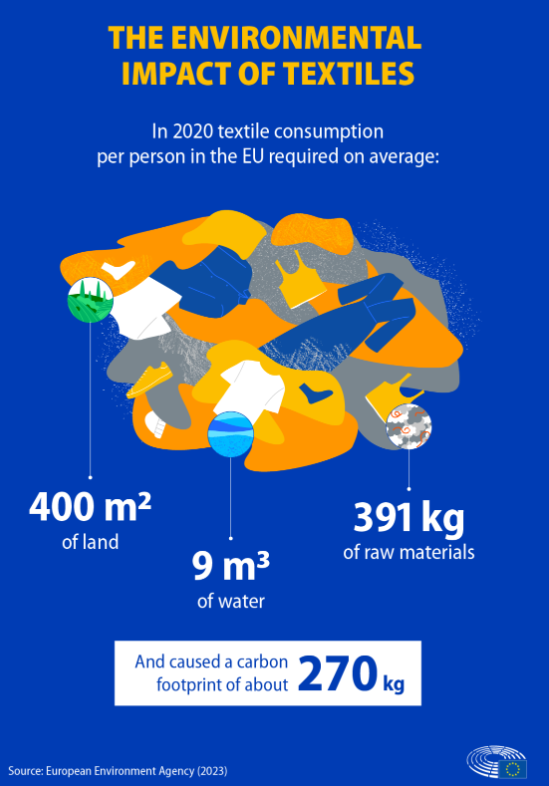 THE ENVIRONMENTAL
IMPACT OF TEXTILES
In 2020 textile consumption
per person in the EU required on average:
400 m²
of land
9 m³
of water
391 kg
of raw materials
And caused a carbon
footprint of about
270 kg
Source: European Environment Agency (2023)